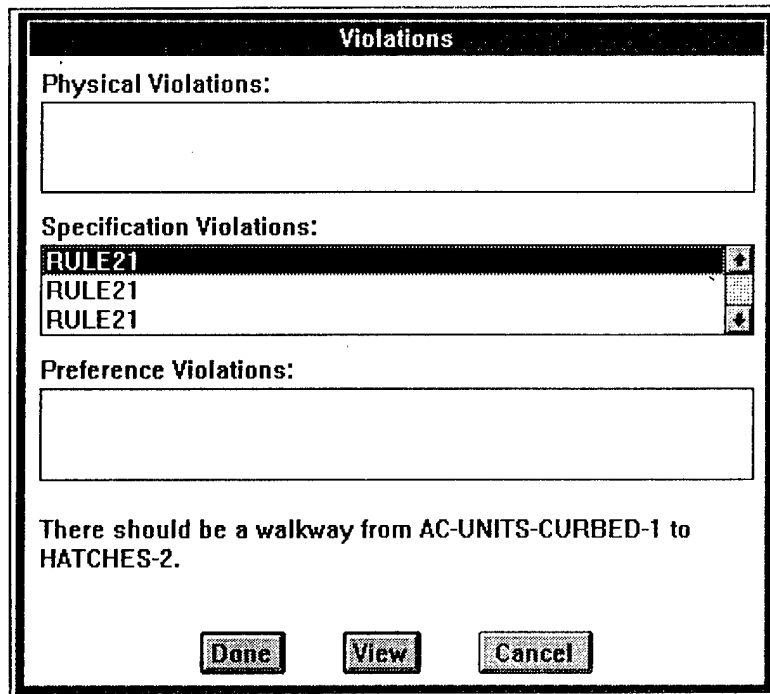 Violations
Physical Violations:
Specification Violations:
RULE21
RULE21
RULE21
Preference Violations:
There should be a walkway from AC-UNITS-CURBED-1 to
HATCHES-2.
Done View Cancel